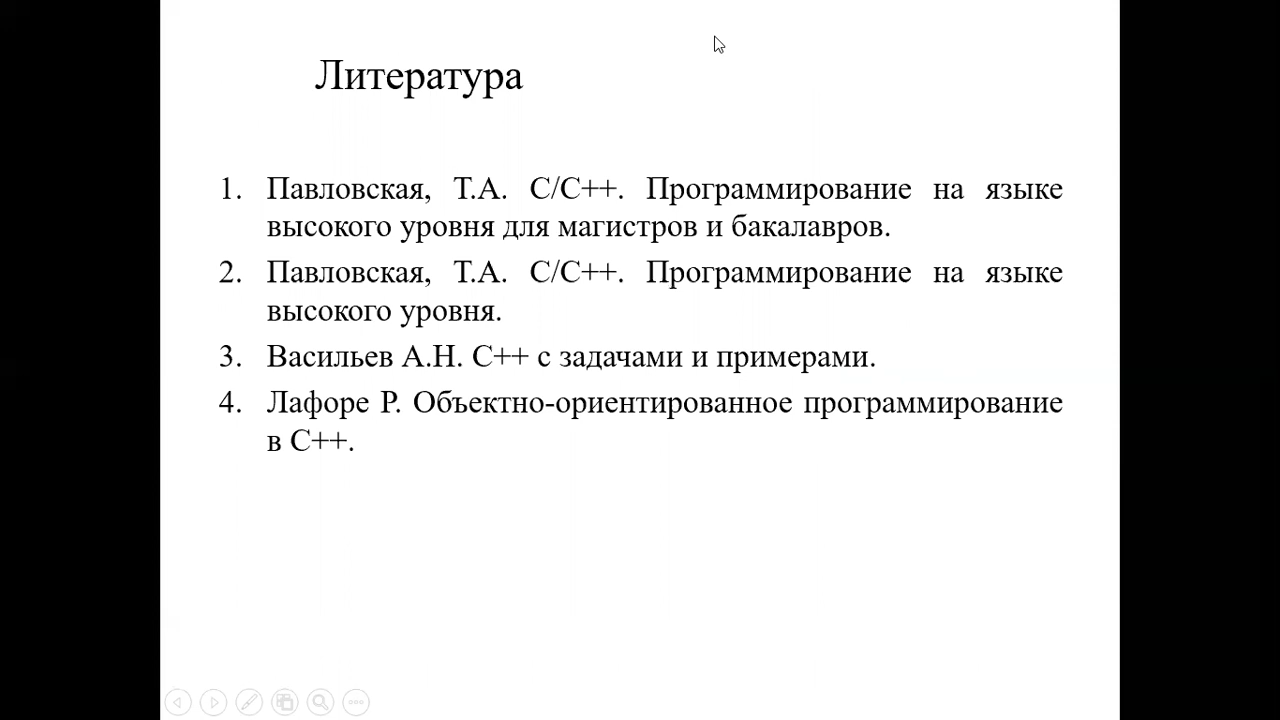 Литература
1. Павловская, Т.А. С/С++. Программирование на языке
высокого уровня для магистров и бакалавров.
2. Павловская, Т.А. С/С++. Программирование на языке
высокого уровня.
3. Васильев А.Н. С++ с задачами и примерами.
4. Лафоре Р. Объектно-ориентированное программирование
в С++.